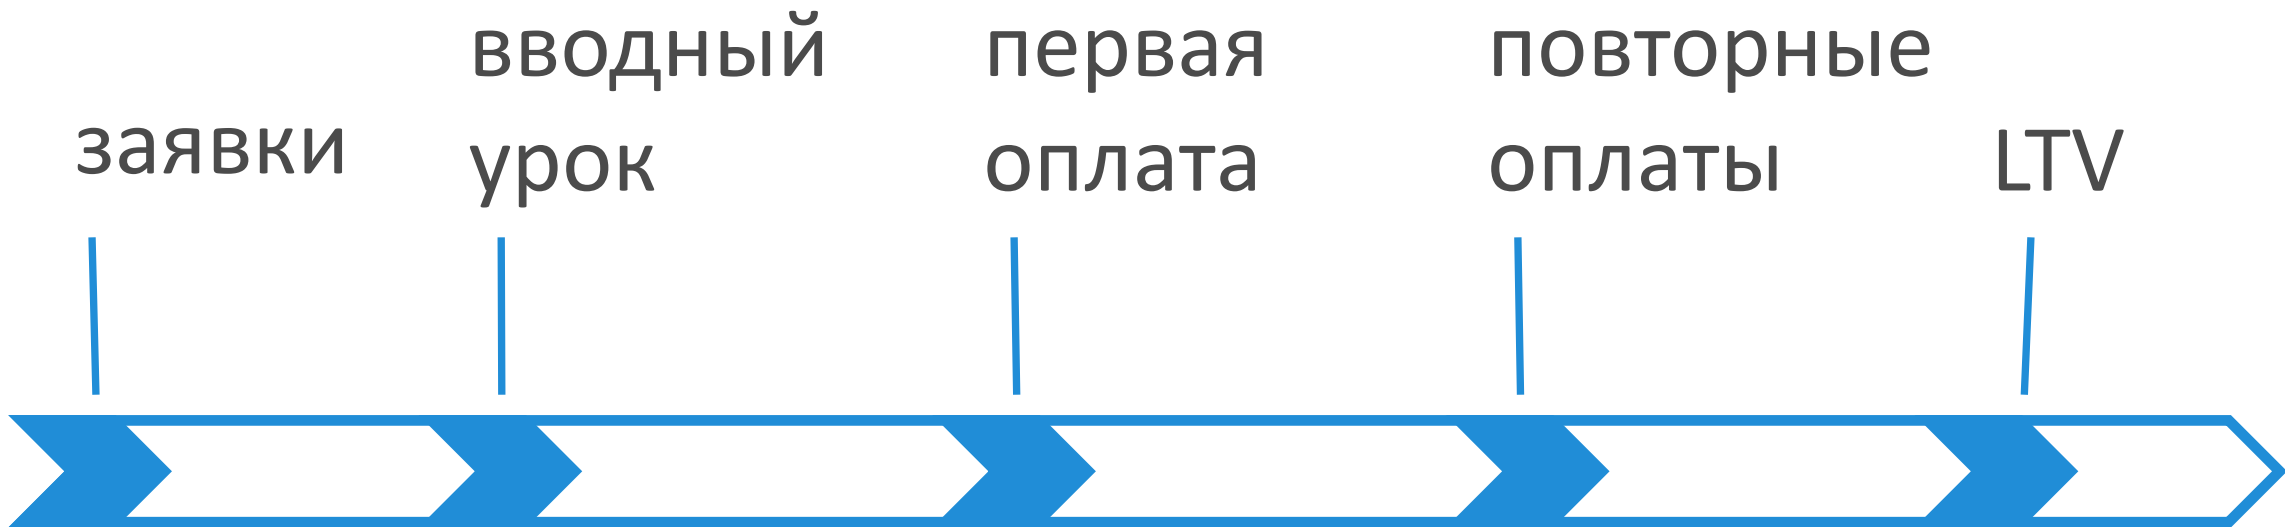 заявки
вводный
урок
первая
оплата
повторные
оплаты
LTV